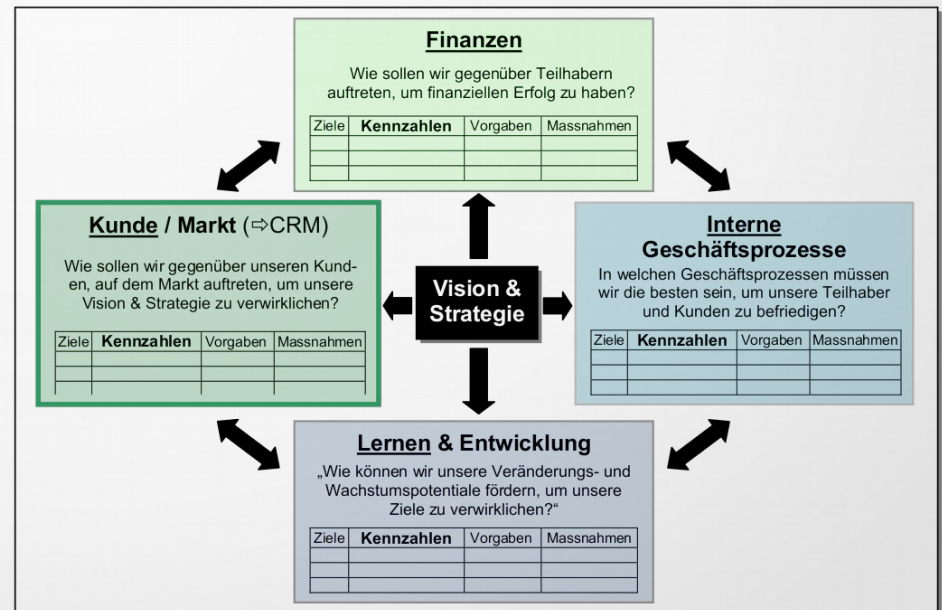 Finanzen
Wie sollen wir gegenüber Teilhabern
auftreten, um finanziellen Erfolg zu haben?
Ziele Kennzahlen Vorgaben Massnahmen
Kunde / Markt (⇨CRM)
Wie sollen wir gegenüber unseren Kund-
en, auf dem Markt auftreten, um unsere
Vision & Strategie zu verwirklichen?
Ziele Kennzahlen Vorgaben Massnahmen
Vision &
Strategie
Interne
Geschäftsprozesse
In welchen Geschäftsprozessen müssen
wir die besten sein, um unsere Teilhaber
und Kunden zu befriedigen?
Ziele Kennzahlen Vorgaben Massnahmen
Lernen & Entwicklung
„Wie können wir unsere Veränderungs- und
Wachstumspotentiale fördern, um unsere
Ziele zu verwirklichen?“
Ziele Kennzahlen Vorgaben Massnahmen